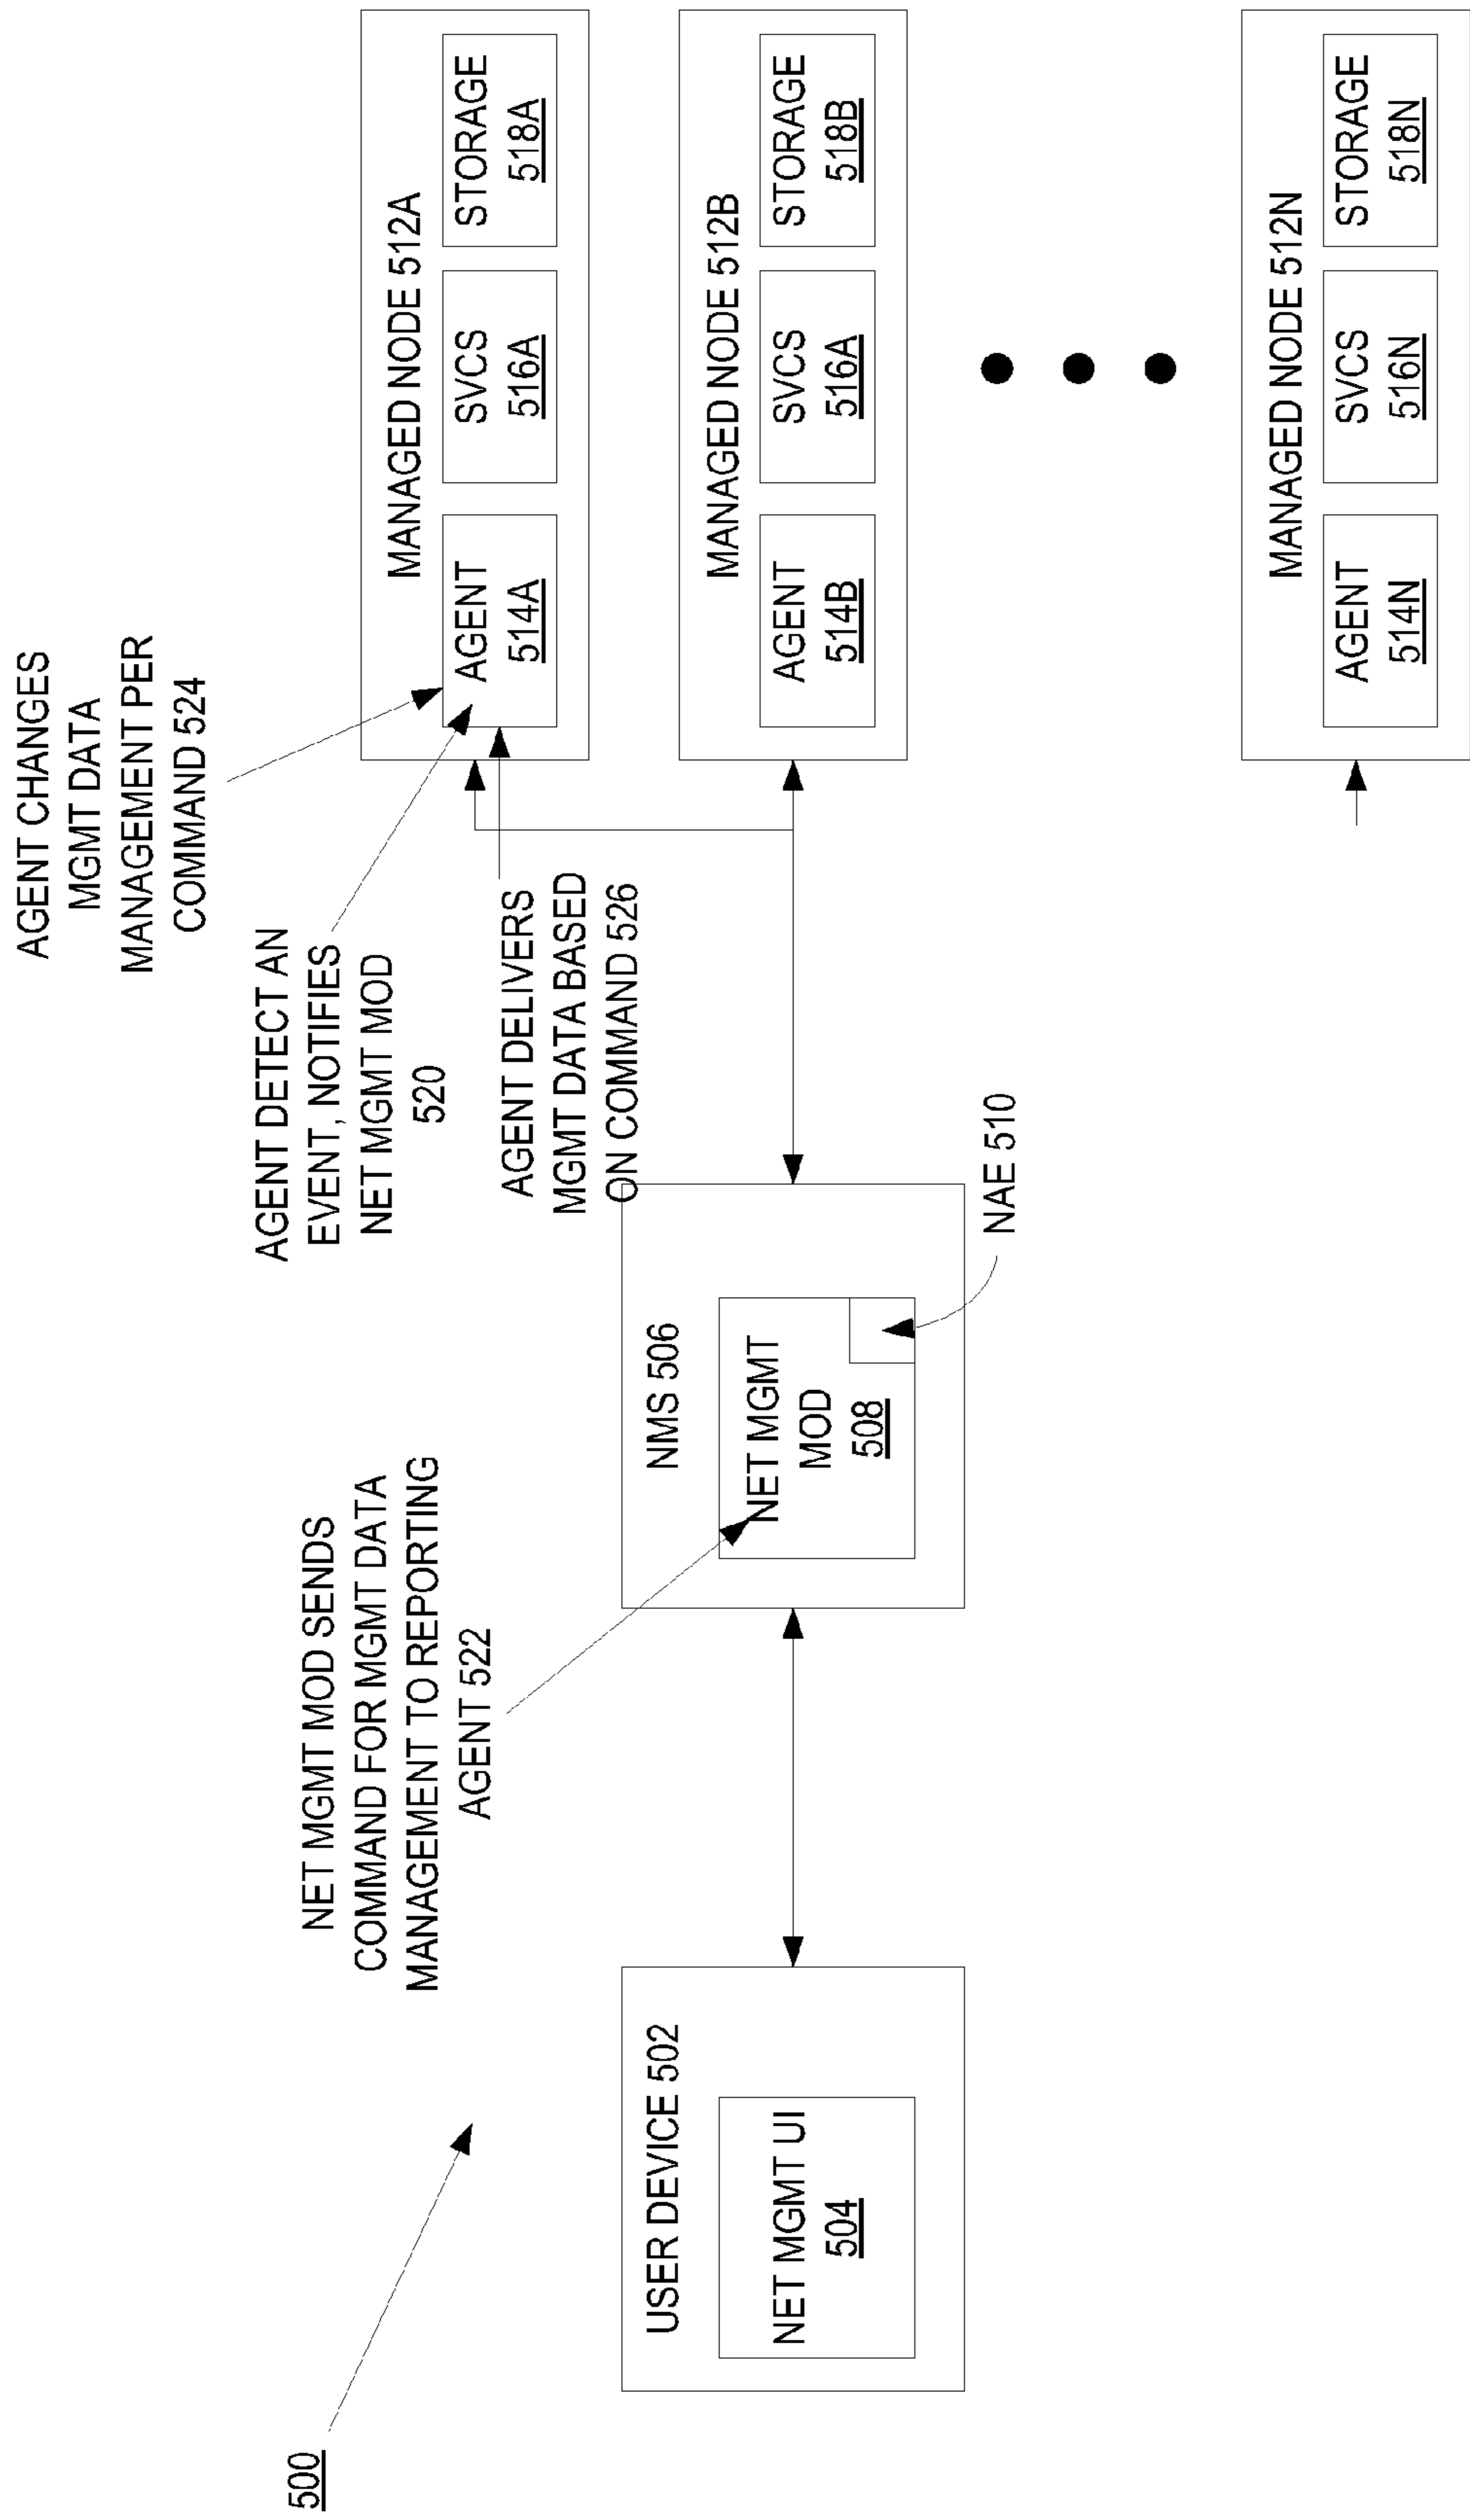 500
USER DEVICE 502
NET MGMT UI
504
NET MGMT MOD SENDS
COMMAND FOR MGMT DATA
MANAGEMENT TO REPORTING
AGENT 522
NMS 506
NET MGMT
MOD
508
NAE 510
AGENT DETECT AN
EVENT, NOTIFIES
NET MGMT MOD
520
AGENT DELIVERS
MGMT DATA BASED
ON COMMAND 526
AGENT CHANGES
MGMT DATA
MANAGEMENT PER
COMMAND 524
MANAGED NODE 512A
AGENT
514A
SVCS
516A
STORAGE
518A
MANAGED NODE 512B
AGENT
514B
SVCS
516A
STORAGE
518B
MANAGED NODE 512N
AGENT
514N
SVCS
516N
STORAGE
518N